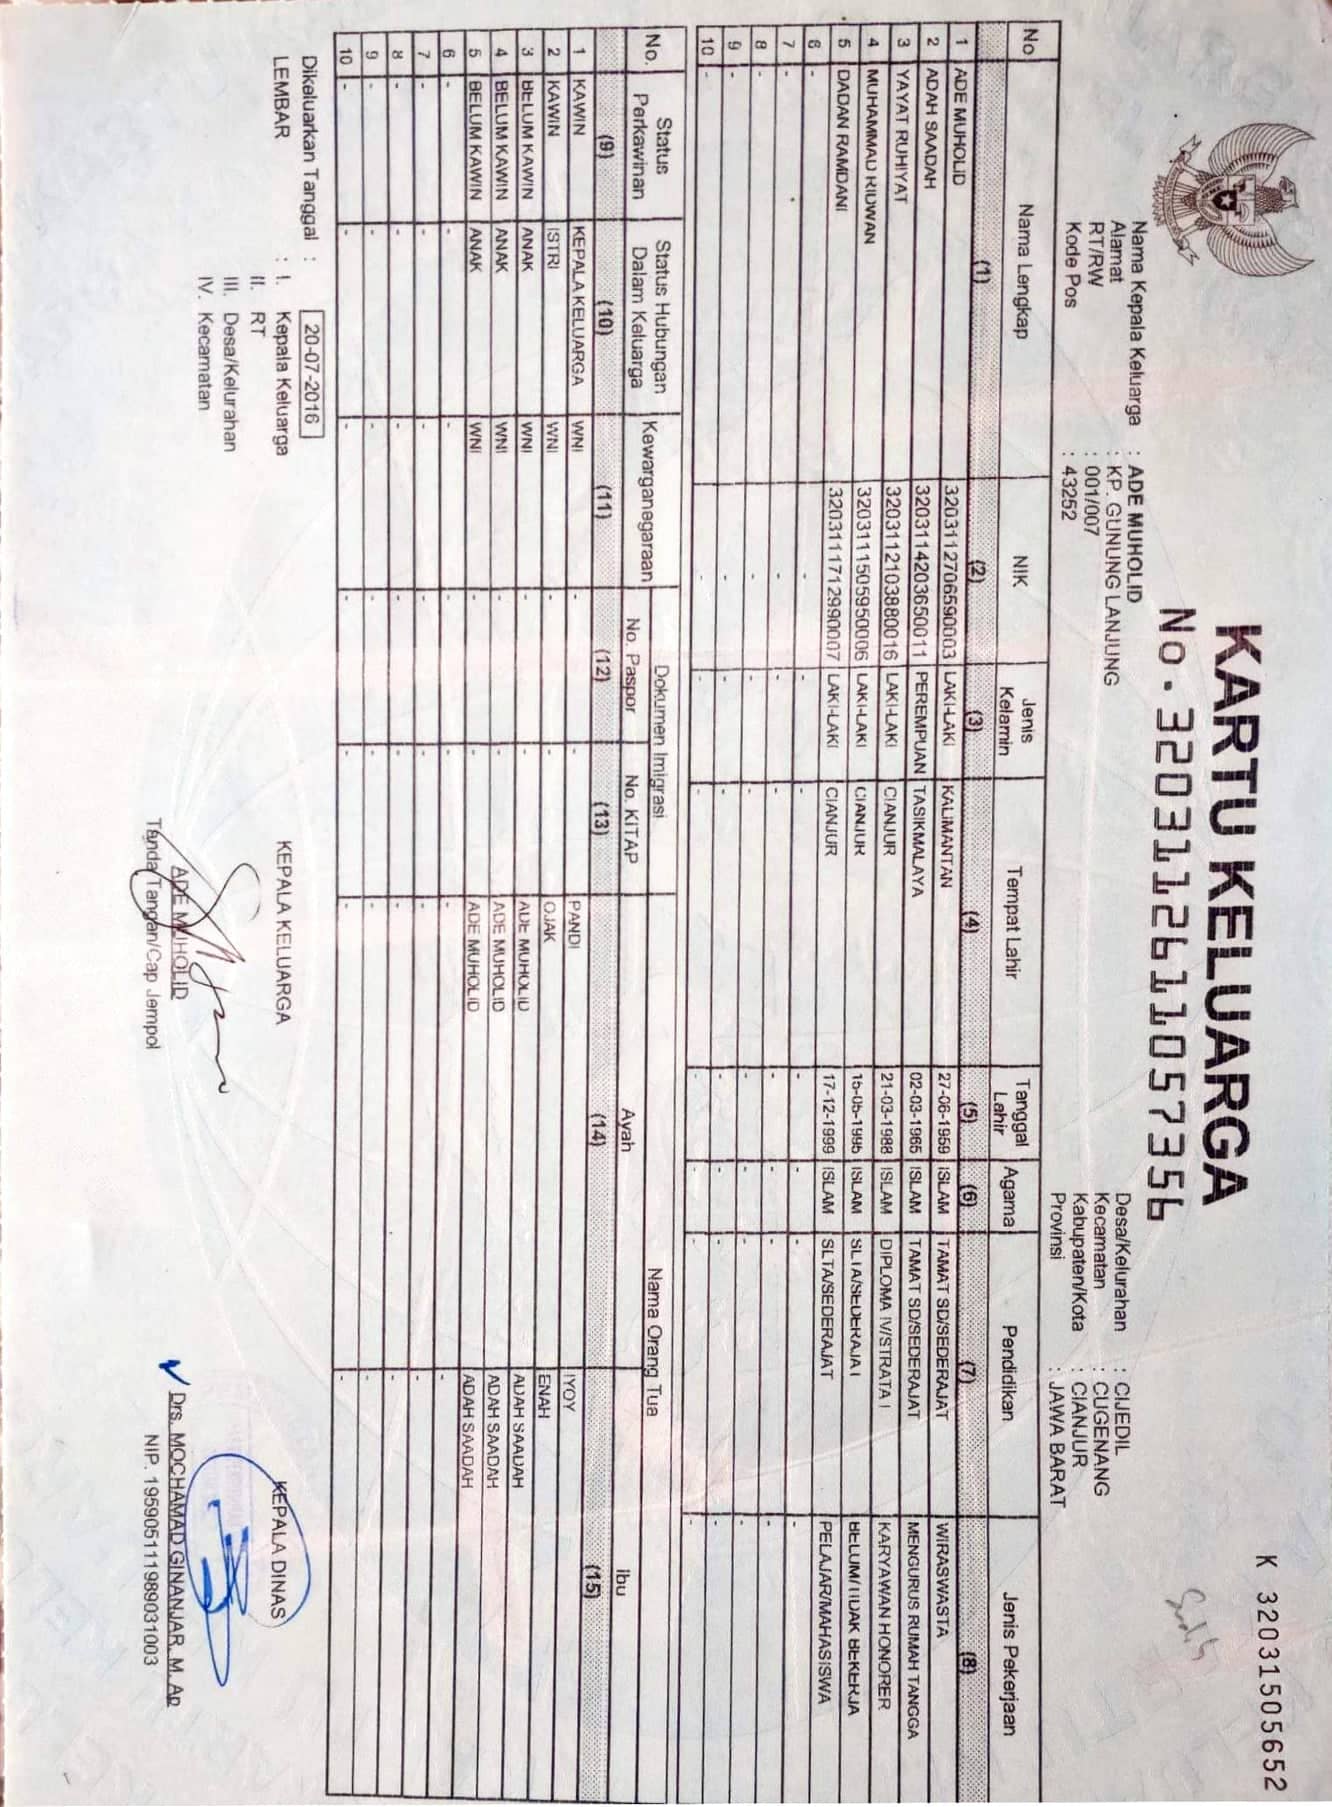 K 32031505652
KARTU KELUARGA
No. 3203112611057356
Nama Kepala Keluarga : ADE MUHOLID
Alamat : KP. GUNUNG LANJUNG
RT/RW : 001/007
Kode Pos : 43252
Desa/Kelurahan : CIJEDIL
Kecamatan : CUGENANG
Kabupaten/Kota : CIANJUR
Provinsi : JAWA BARAT
No Nama Lengkap NIK Jenis Kelamin Tempat Lahir Tanggal Lahir Agama Pendidikan Jenis Pekerjaan
(1) (2) (3) (4) (5) (6) (7) (8)
1 ADE MUHOLID 3203112706590003 LAKI-LAKI KALIMANTAN 27-06-1959 ISLAM TAMAT SD/SEDERAJAT WIRASWASTA
2 ADAH SAADAH 3203114203650011 PEREMPUAN TASIKMALAYA 02-03-1965 ISLAM TAMAT SD/SEDERAJAT MENGURUS RUMAH TANGGA
3 YAYAT RUHIYAT 3203112103880016 LAKI-LAKI CIANJUR 21-03-1988 ISLAM DIPLOMA IV/STRATA I KARYAWAN HONORER
4 MUHAMMAD RIDWAN 3203111505950006 LAKI-LAKI CIANJUR 15-05-1995 ISLAM SLTA/SEDERAJAT BELUM/TIDAK BEKERJA
5 DADAN RAMDANI 3203111712990007 LAKI-LAKI CIANJUR 17-12-1999 ISLAM SLTA/SEDERAJAT PELAJAR/MAHASISWA
6 - - - - - - - -
7 - - - - - - - -
8 - - - - - - - -
9 - - - - - - - -
10 - - - - - - - -
No. Status Perkawinan Status Hubungan Dalam Keluarga Kewarganegaraan Dokumen Imigrasi Nama Orang Tua
No. Paspor No. KITAP Ayah Ibu
(9) (10) (11) (12) (13) (14) (15)
1 KAWIN KEPALA KELUARGA WNI - - PANDI IYOY
2 KAWIN ISTRI WNI - - OJAK ENAH
3 BELUM KAWIN ANAK WNI - - ADE MUHOLID ADAH SAADAH
4 BELUM KAWIN ANAK WNI - - ADE MUHOLID ADAH SAADAH
5 BELUM KAWIN ANAK WNI - - ADE MUHOLID ADAH SAADAH
6 - - - - - - -
7 - - - - - - -
8 - - - - - - -
9 - - - - - - -
10 - - - - - - -
Dikeluarkan Tanggal : 20-07-2016
LEMBAR : I. Kepala Keluarga
II. RT
III. Desa/Kelurahan
IV. Kecamatan
KEPALA KELUARGA
ADE MUHOLID
Tanda Tangan/Cap Jempol
KEPALA DINAS
Drs. MOCHAMAD GINANJAR, M. Ap
NIP. 195905111989031003